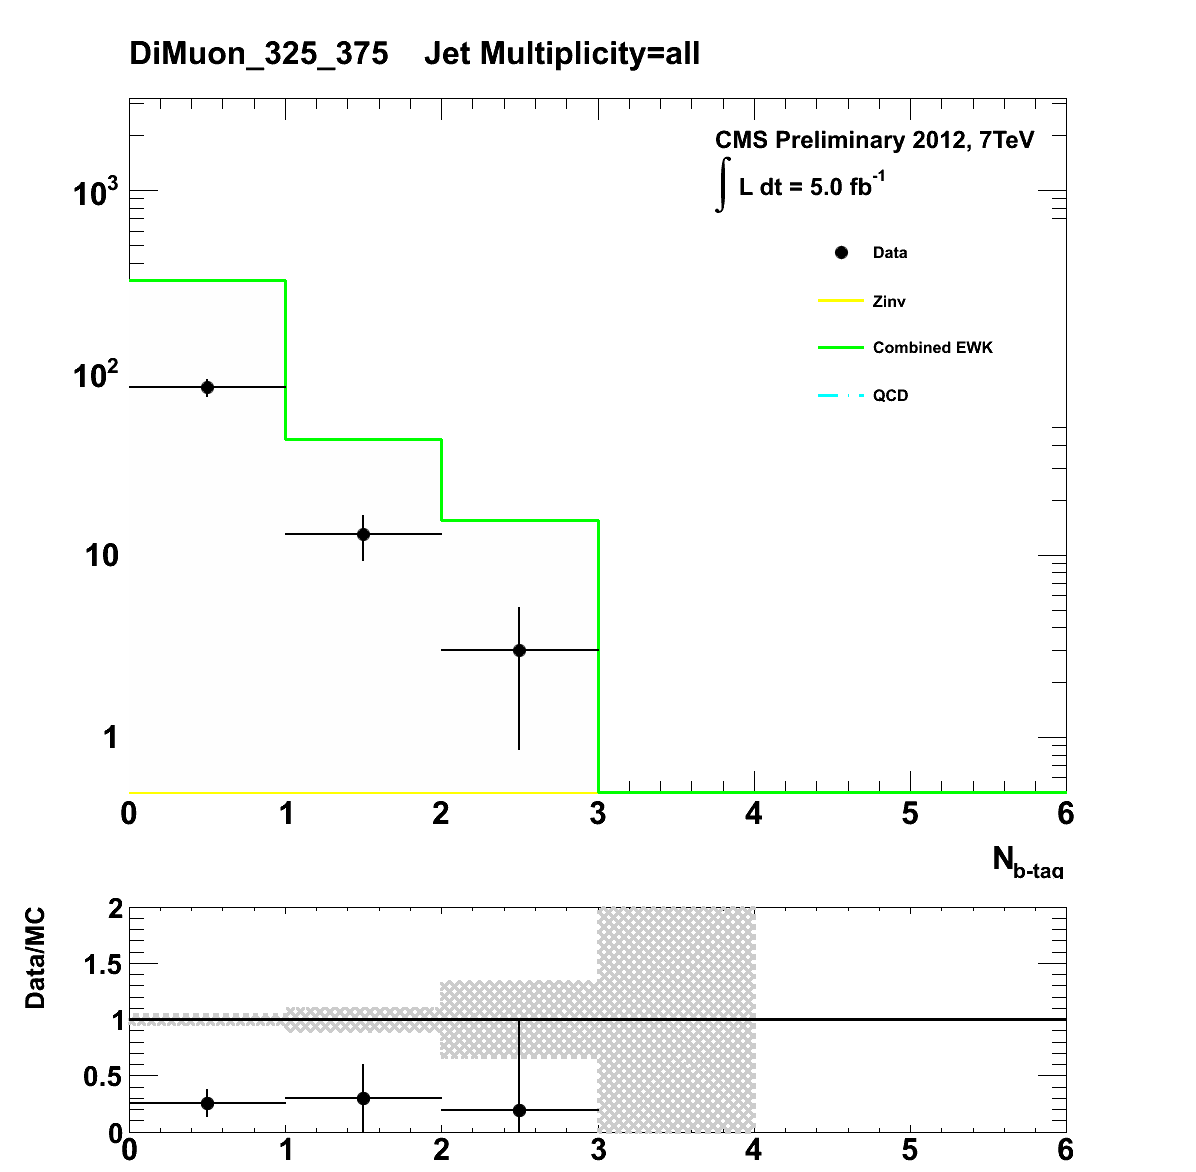 DiMuon_325_375 Jet Multiplicity=all
CMS Preliminary 2012, 7TeV
∫ L dt = 5.0 fb⁻¹
Data
Zinv
Combined EWK
QCD
10³
10²
10
1
0 1 2 3 4 5 6
N_b-tag
Data/MC
2
1.5
1
0.5
0
0 1 2 3 4 5 6